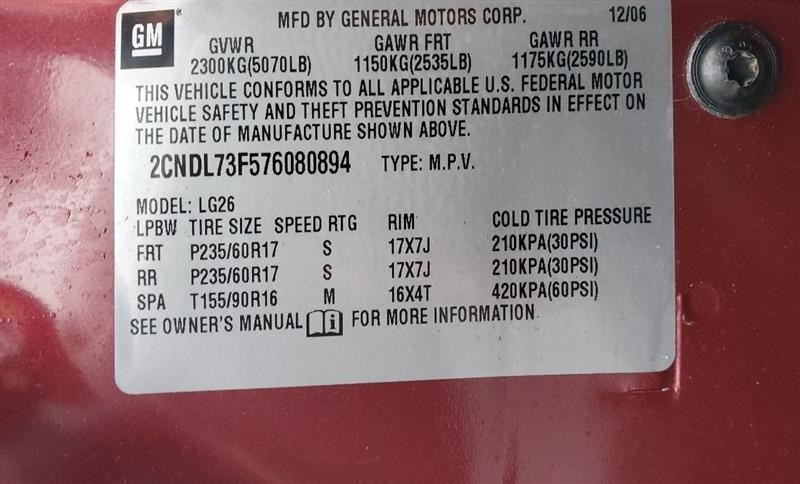 GM
MFD BY GENERAL MOTORS CORP. 12/06
GVWR GAWR FRT GAWR RR
2300KG(5070LB) 1150KG(2535LB) 1175KG(2590LB)
THIS VEHICLE CONFORMS TO ALL APPLICABLE U.S. FEDERAL MOTOR
VEHICLE SAFETY AND THEFT PREVENTION STANDARDS IN EFFECT ON
THE DATE OF MANUFACTURE SHOWN ABOVE.
2CNDL73F576080894 TYPE: M.P.V.
MODEL: LG26
LPBW TIRE SIZE SPEED RTG RIM COLD TIRE PRESSURE
FRT P235/60R17 S 17X7J 210KPA(30PSI)
RR P235/60R17 S 17X7J 210KPA(30PSI)
SPA T155/90R16 M 16X4T 420KPA(60PSI)
SEE OWNER'S MANUAL i FOR MORE INFORMATION